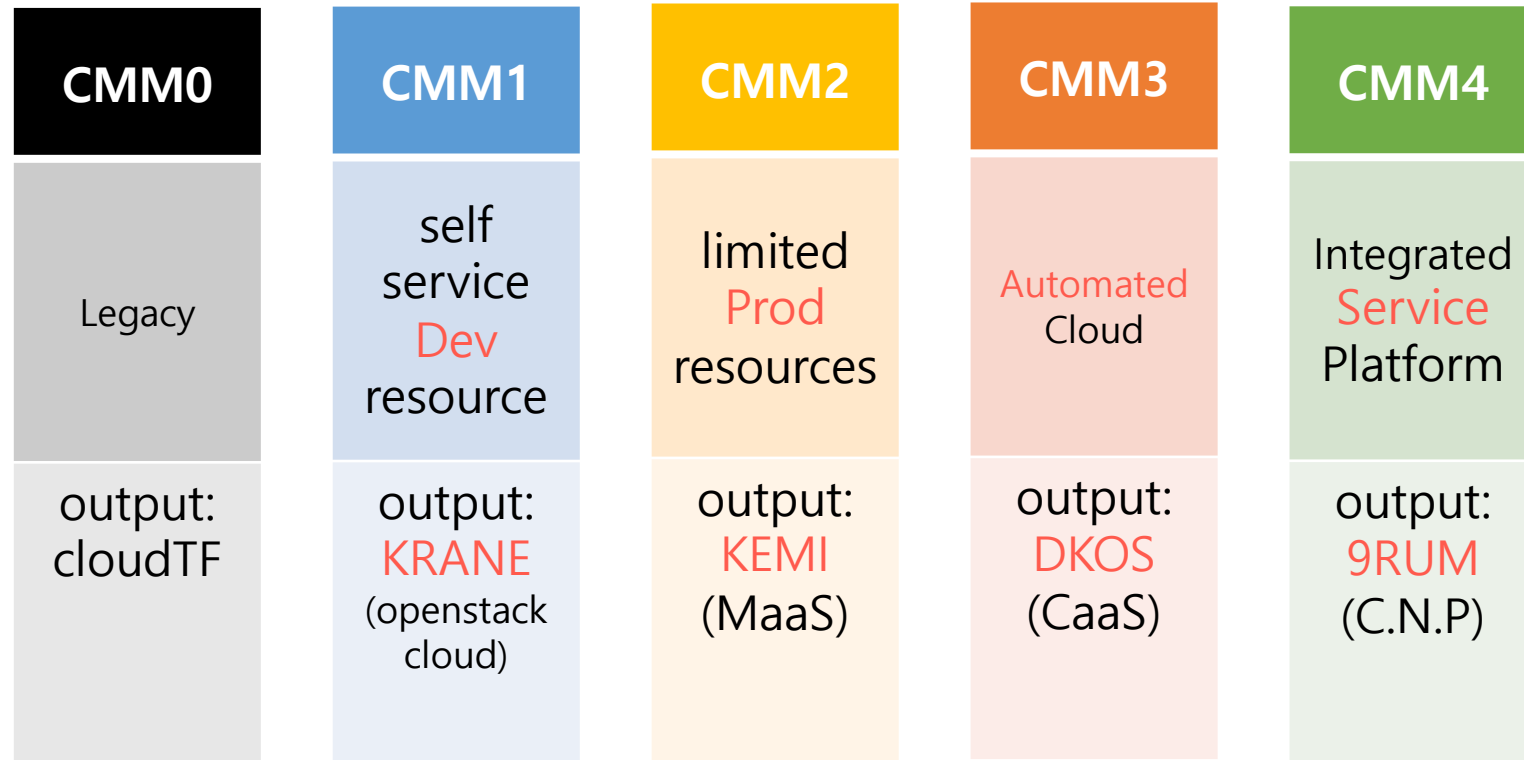 CMM0
Legacy
output:
cloudTF
CMM1
self
service
Dev
resource
output:
KRANE
(openstack
cloud)
CMM2
limited
Prod
resources
output:
KEMI
(MaaS)
CMM3
Automated
Cloud
output:
DKOS
(CaaS)
CMM4
Integrated
Service
Platform
output:
9RUM
(C.N.P)